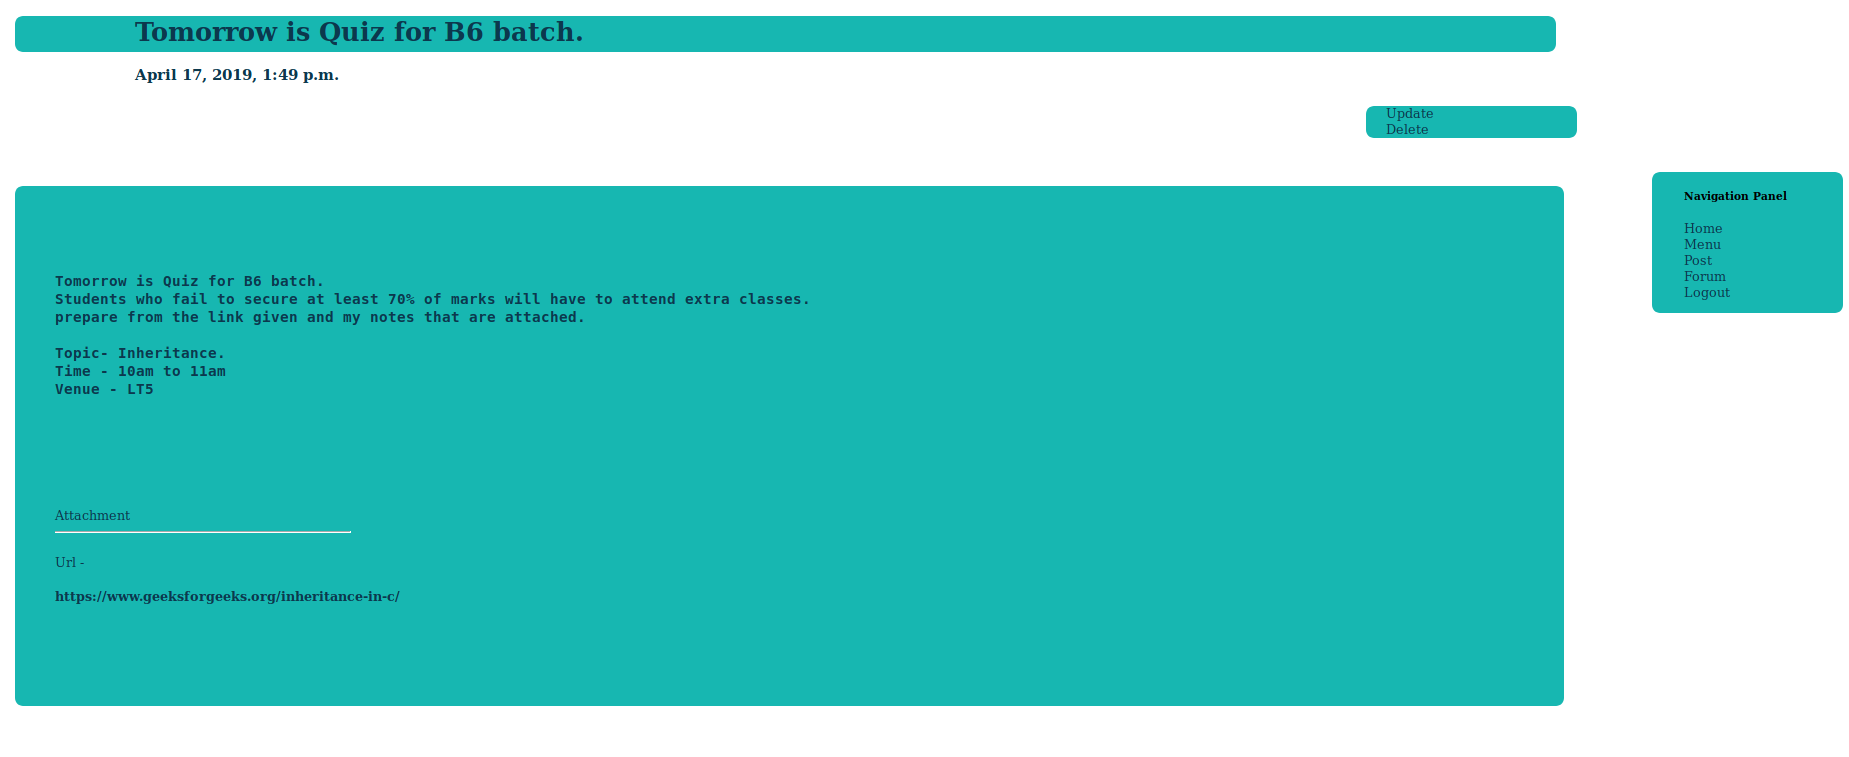 Tomorrow is Quiz for B6 batch.
April 17, 2019, 1:49 p.m.
Update
Delete
Navigation Panel
Home
Menu
Post
Forum
Logout
Tomorrow is Quiz for B6 batch.
Students who fail to secure at least 70% of marks will have to attend extra classes.
prepare from the link given and my notes that are attached.
Topic- Inheritance.
Time - 10am to 11am
Venue - LT5
Attachment
Url -
https://www.geeksforgeeks.org/inheritance-in-c/